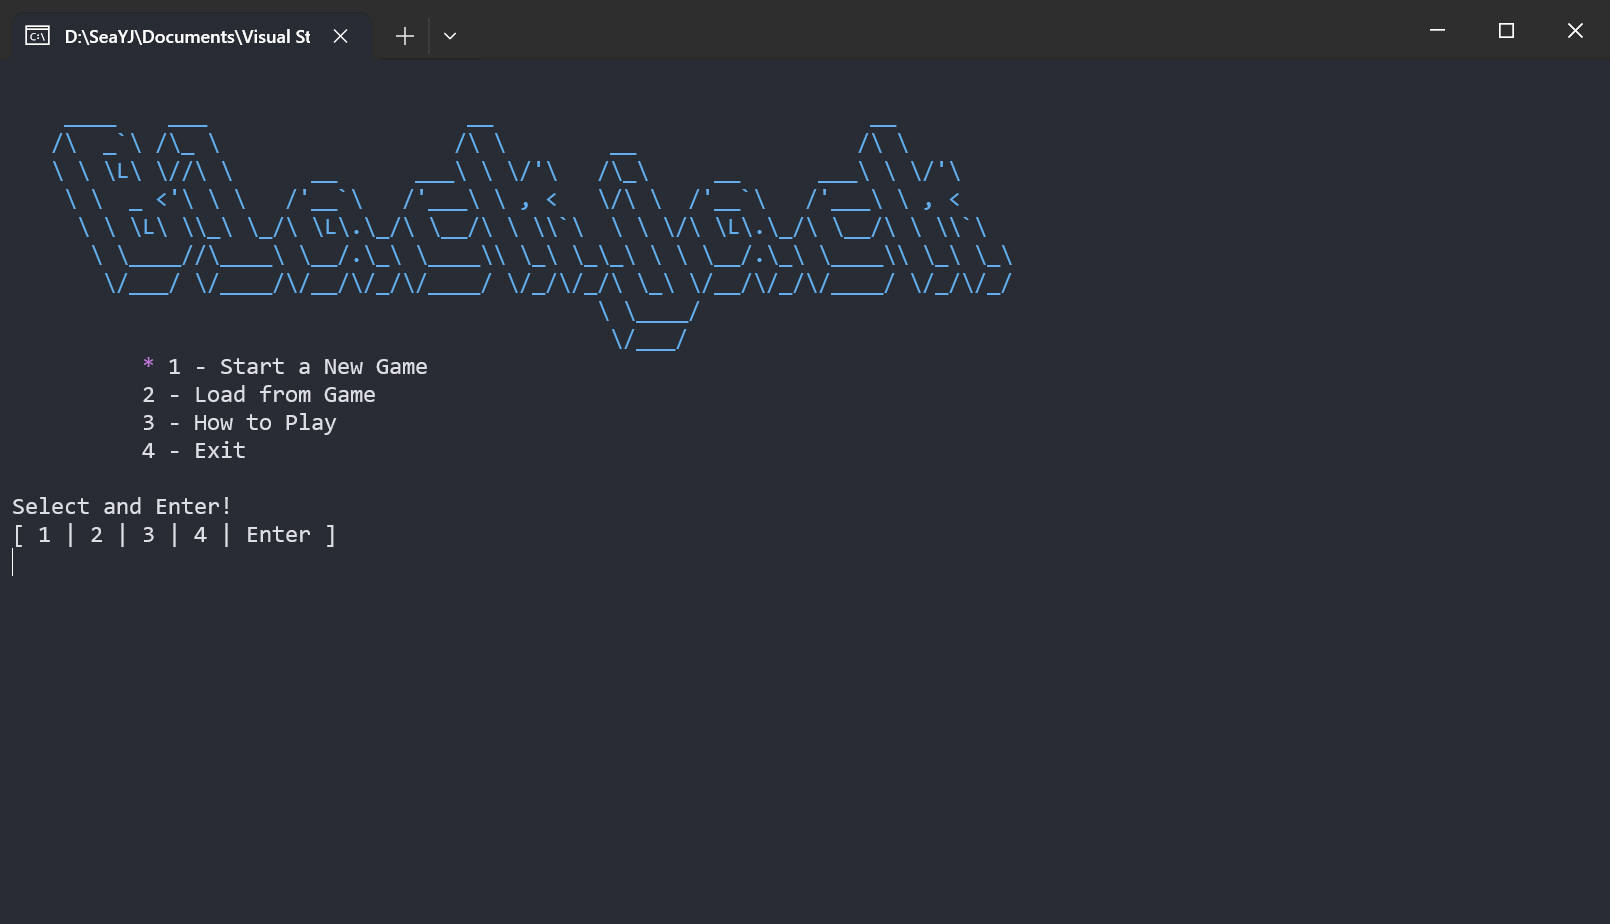 D:\SeaYJ\Documents\Visual St
BlackJack
* 1 - Start a New Game
2 - Load from Game
3 - How to Play
4 - Exit
Select and Enter!
[ 1 | 2 | 3 | 4 | Enter ]